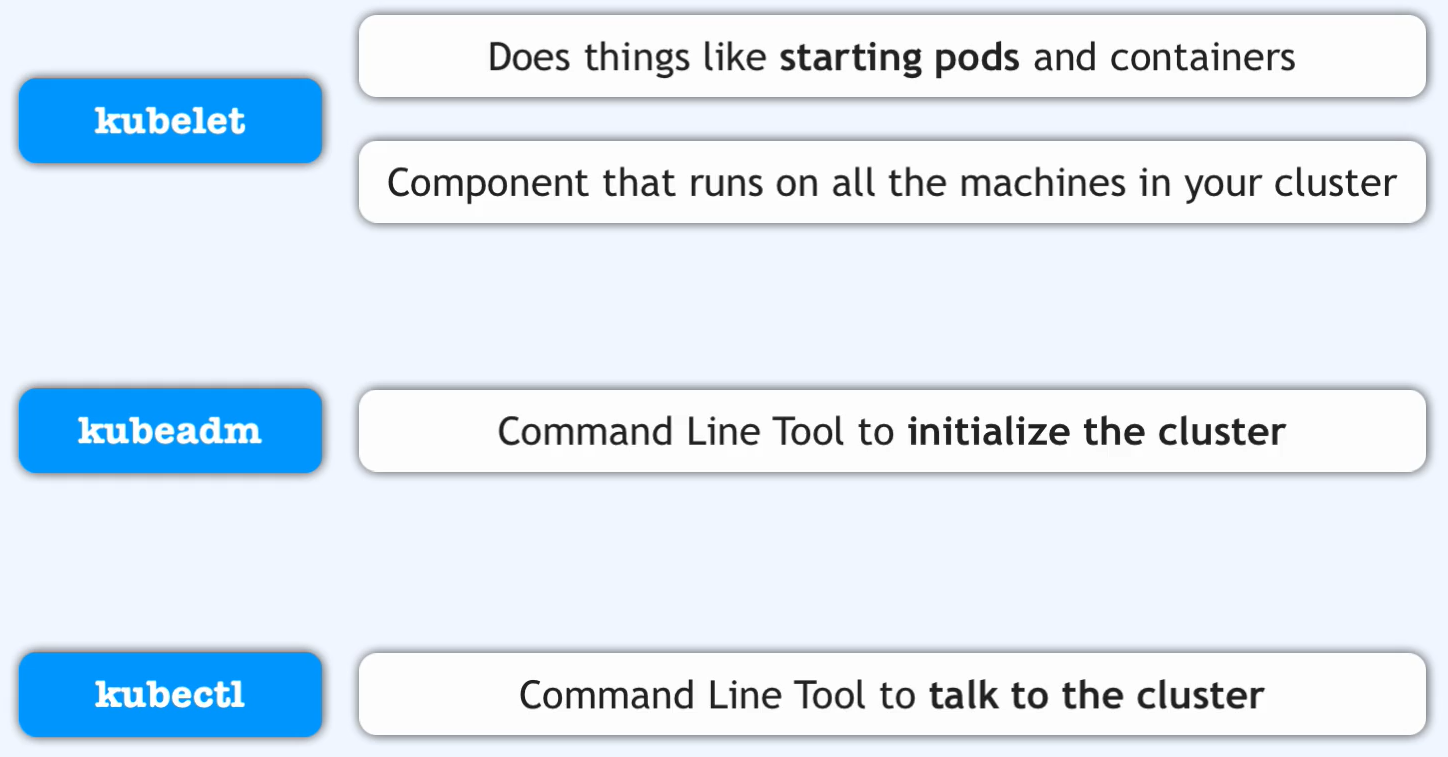 kubelet
Does things like starting pods and containers
Component that runs on all the machines in your cluster
kubeadm
Command Line Tool to initialize the cluster
kubectl
Command Line Tool to talk to the cluster